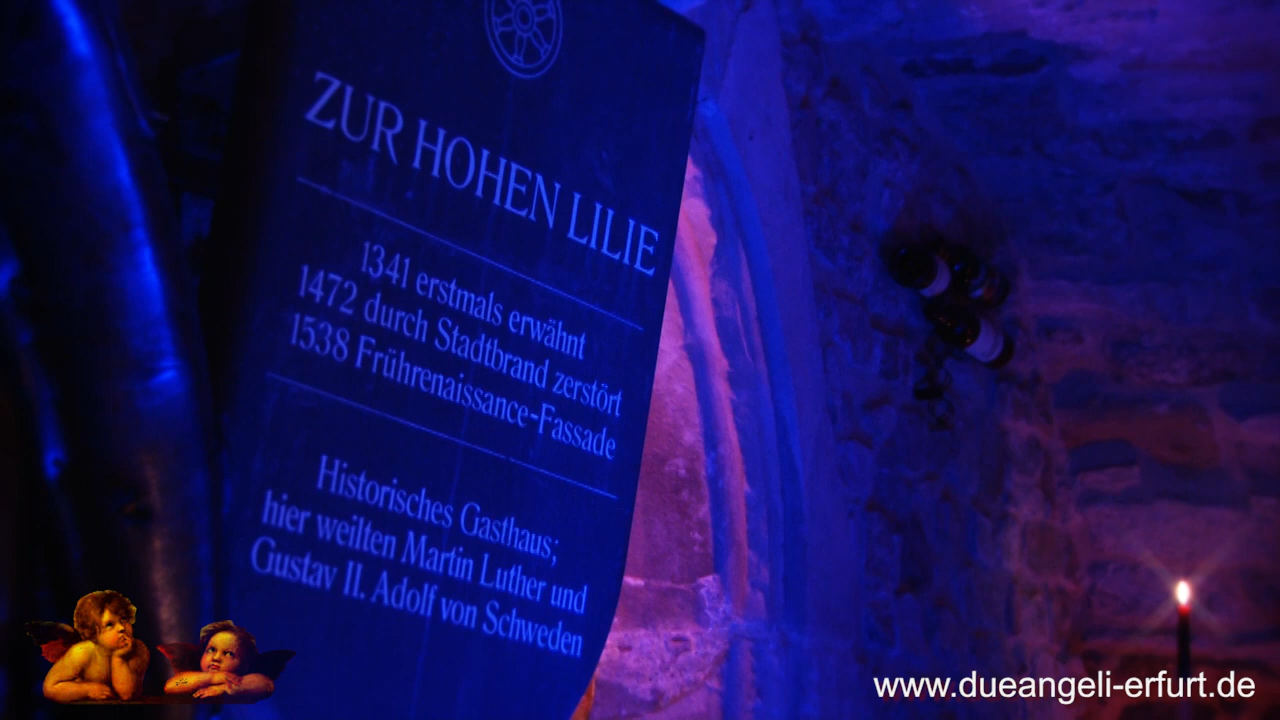 ZUR HOHEN LILIE
1341 erstmals erwähnt
1472 durch Stadtbrand zerstört
1538 Frührenaissance-Fassade
Historisches Gasthaus;
hier weilten Martin Luther und
Gustav II. Adolf von Schweden
www.dueangeli-erfurt.de